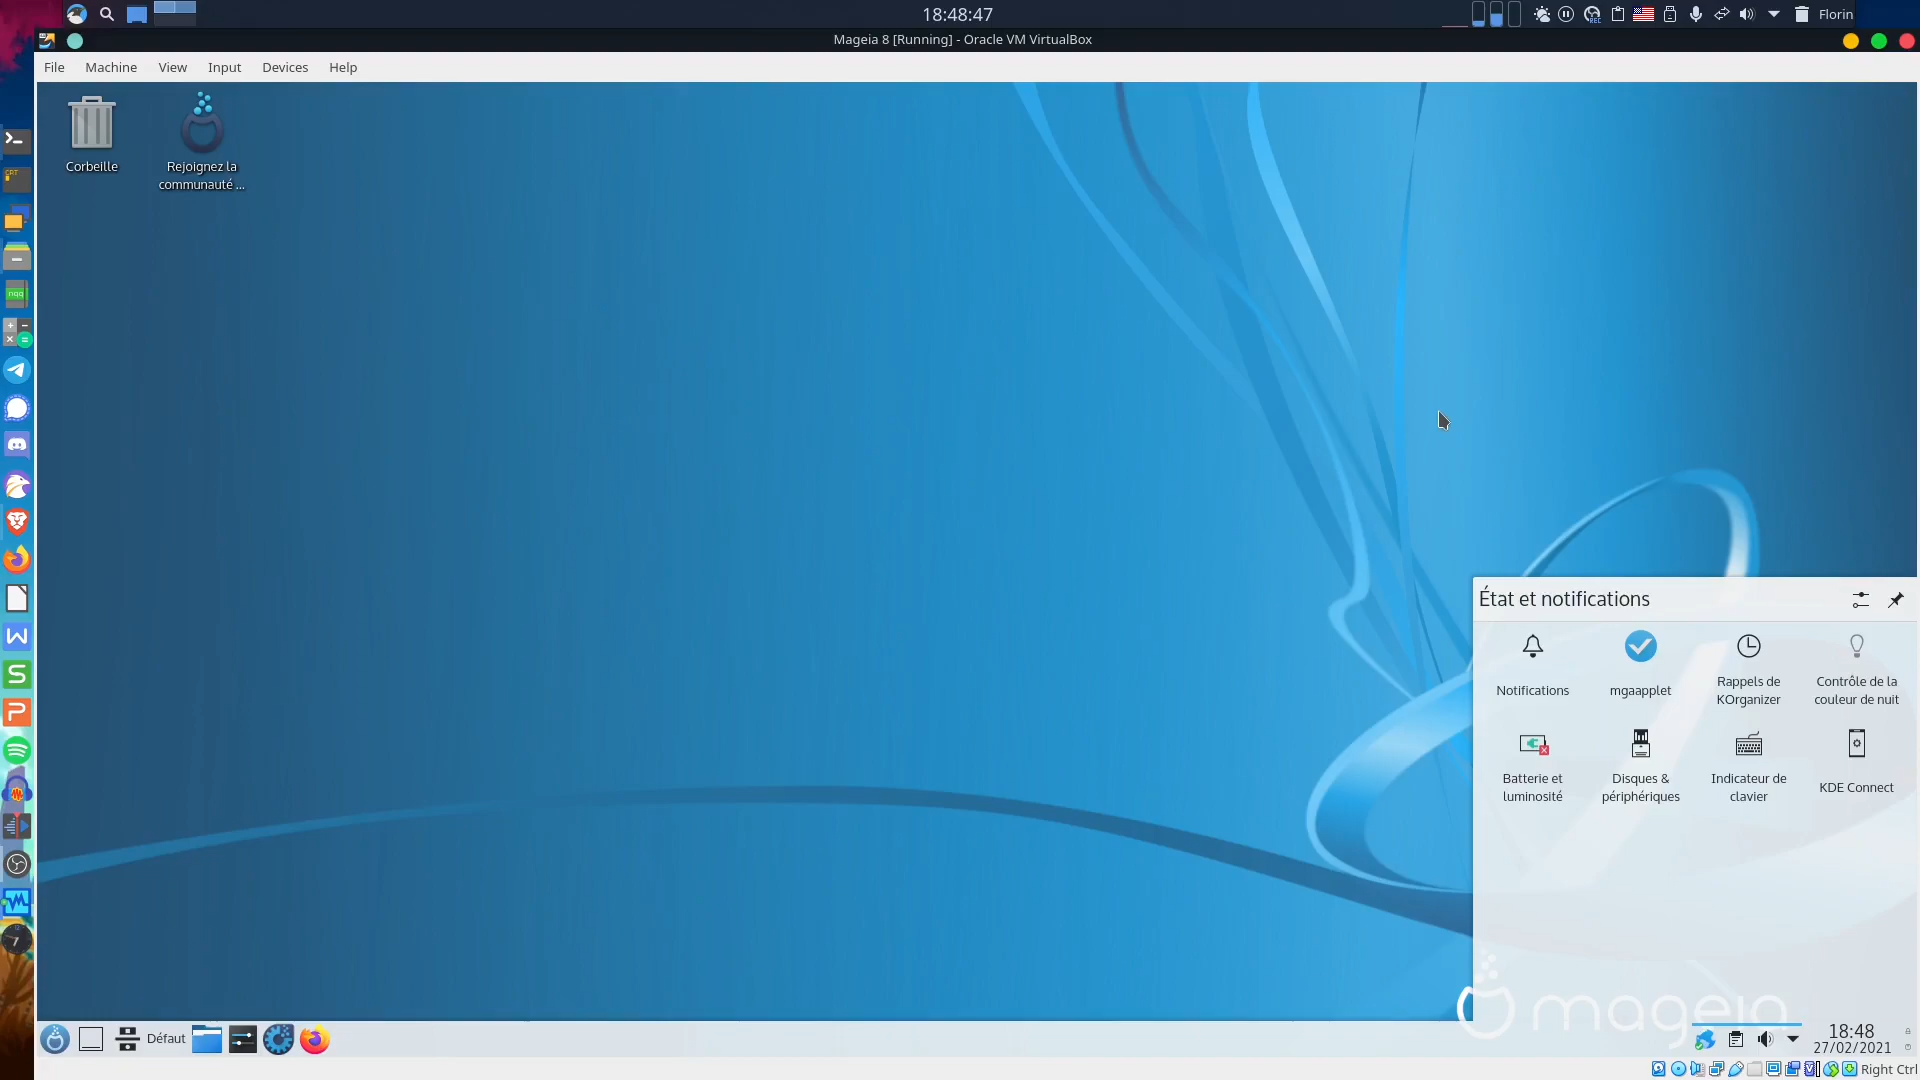 18:48:47
Florin
Mageia 8 [Running] - Oracle VM VirtualBox
File Machine View Input Devices Help
Corbeille
Rejoignez la
communauté ...
État et notifications
Notifications
mgaapplet
Rappels de
KOrganizer
Contrôle de la
couleur de nuit
Batterie et
luminosité
Disques &
périphériques
Indicateur de
clavier
KDE Connect
mageia
Défaut
18:48
27/02/2021
Right Ctrl